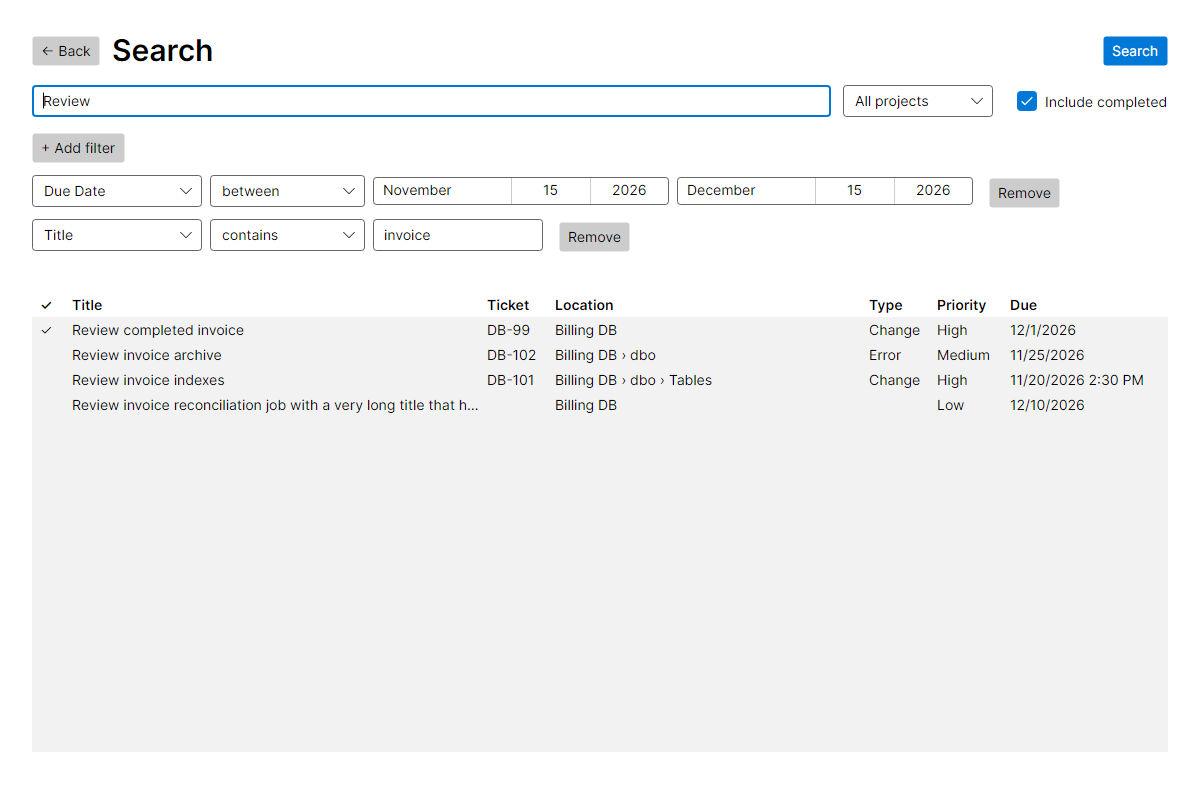 ← Back Search Search
Review All projects Include completed
+ Add filter
Due Date between November 15 2026 December 15 2026 Remove
Title contains invoice Remove
✓ Title Ticket Location Type Priority Due
✓ Review completed invoice DB-99 Billing DB Change High 12/1/2026
Review invoice archive DB-102 Billing DB › dbo Error Medium 11/25/2026
Review invoice indexes DB-101 Billing DB › dbo › Tables Change High 11/20/2026 2:30 PM
Review invoice reconciliation job with a very long title that h... Billing DB Low 12/10/2026